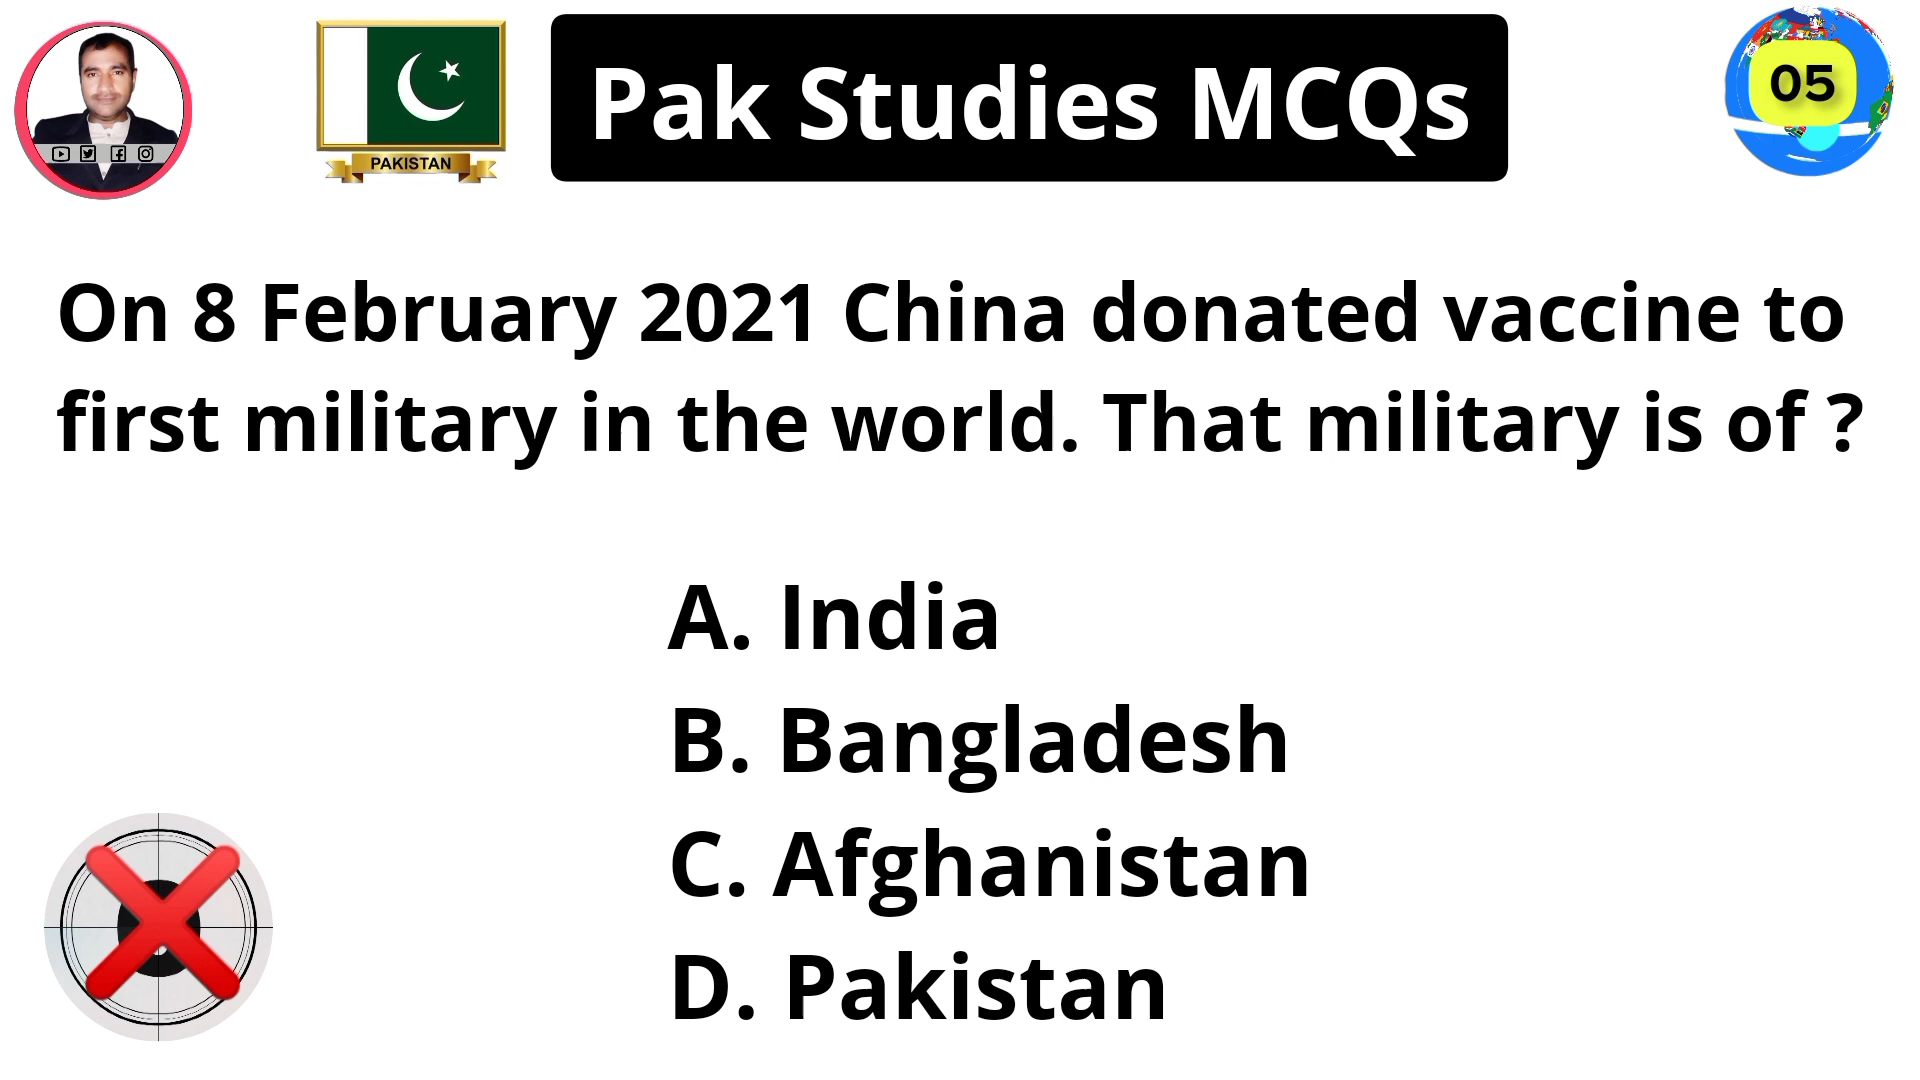 Pak Studies MCQs
05
PAKISTAN
On 8 February 2021 China donated vaccine to
first military in the world. That military is of ?
A. India
B. Bangladesh
C. Afghanistan
D. Pakistan